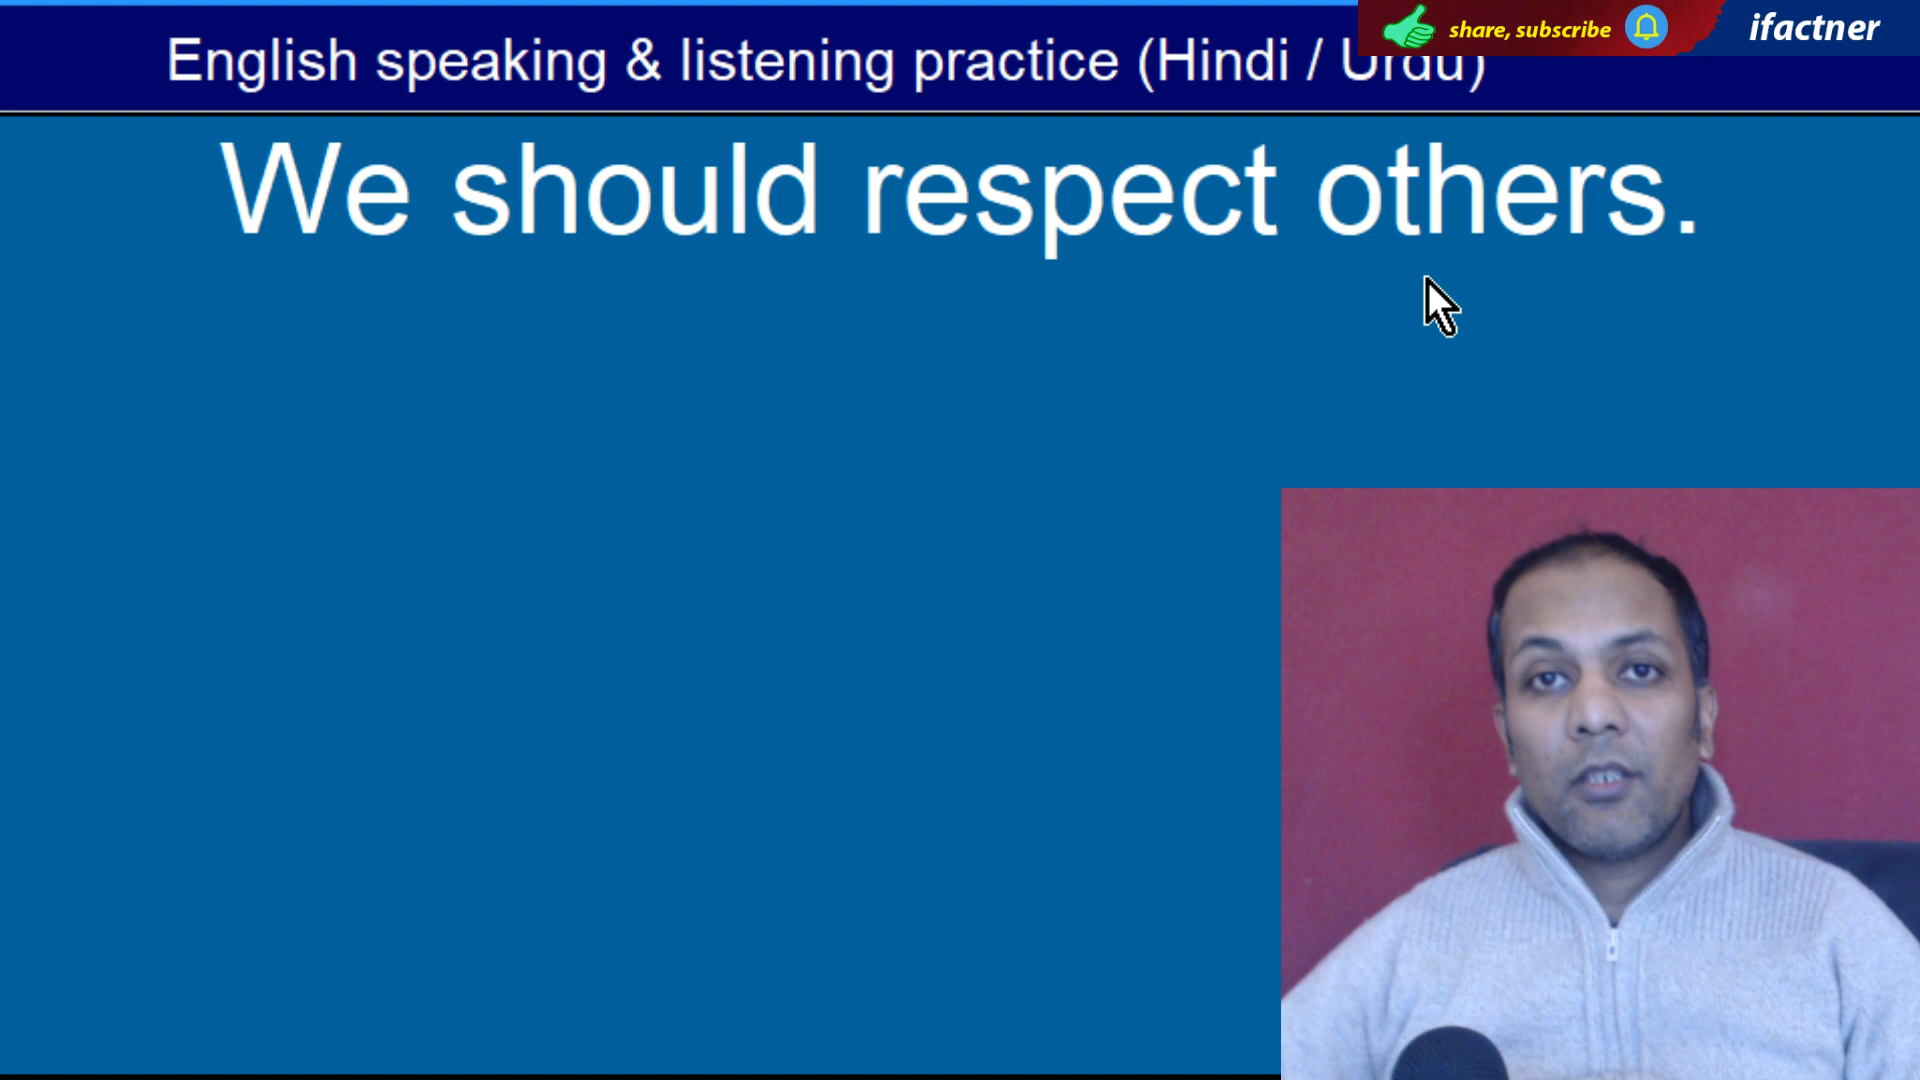 share, subscribe
ifactner
English speaking & listening practice (Hindi / Urdu)
We should respect others.